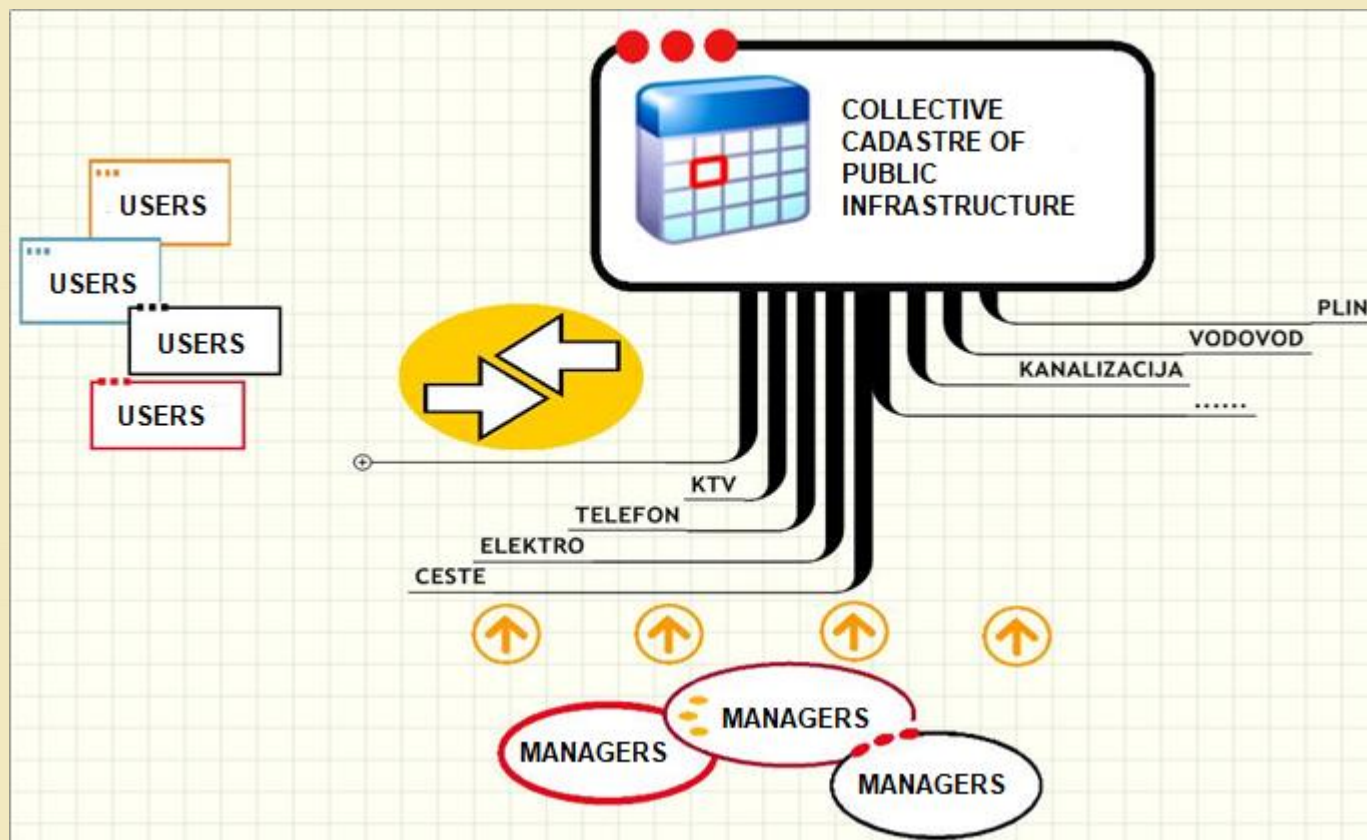 COLLECTIVE
CADASTRE OF
PUBLIC
INFRASTRUCTURE
USERS
USERS
USERS
USERS
PLIN
VODOVOD
KANALIZACIJA
......
KTV
TELEFON
ELEKTRO
CESTE
MANAGERS
MANAGERS
MANAGERS